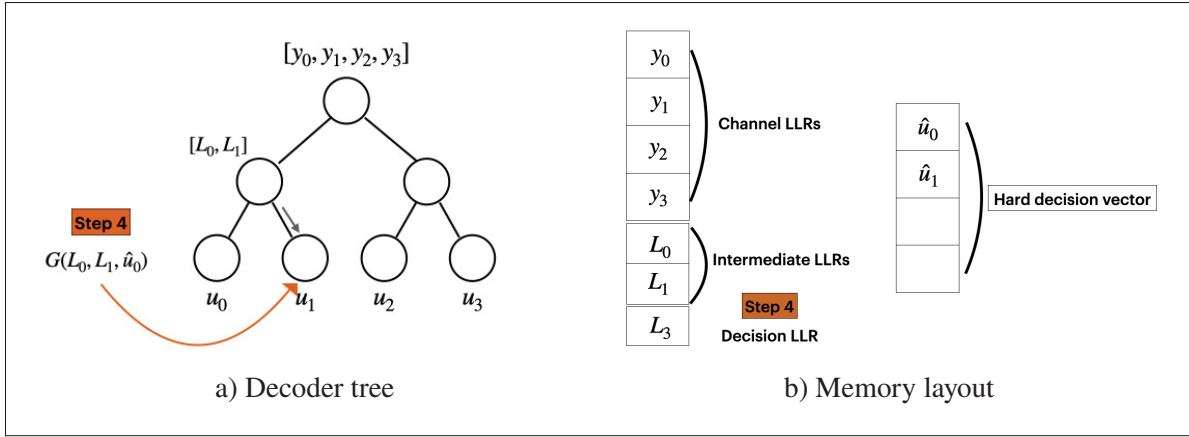 [y₀, y₁, y₂, y₃]
[L₀, L₁]
Step 4
G(L₀, L₁, û₀)
u₀ u₁ u₂ u₃
a) Decoder tree
y₀
y₁
y₂
y₃
Channel LLRs
L₀
L₁
Intermediate LLRs
Step 4
L₃
Decision LLR
û₀
û₁
Hard decision vector
b) Memory layout